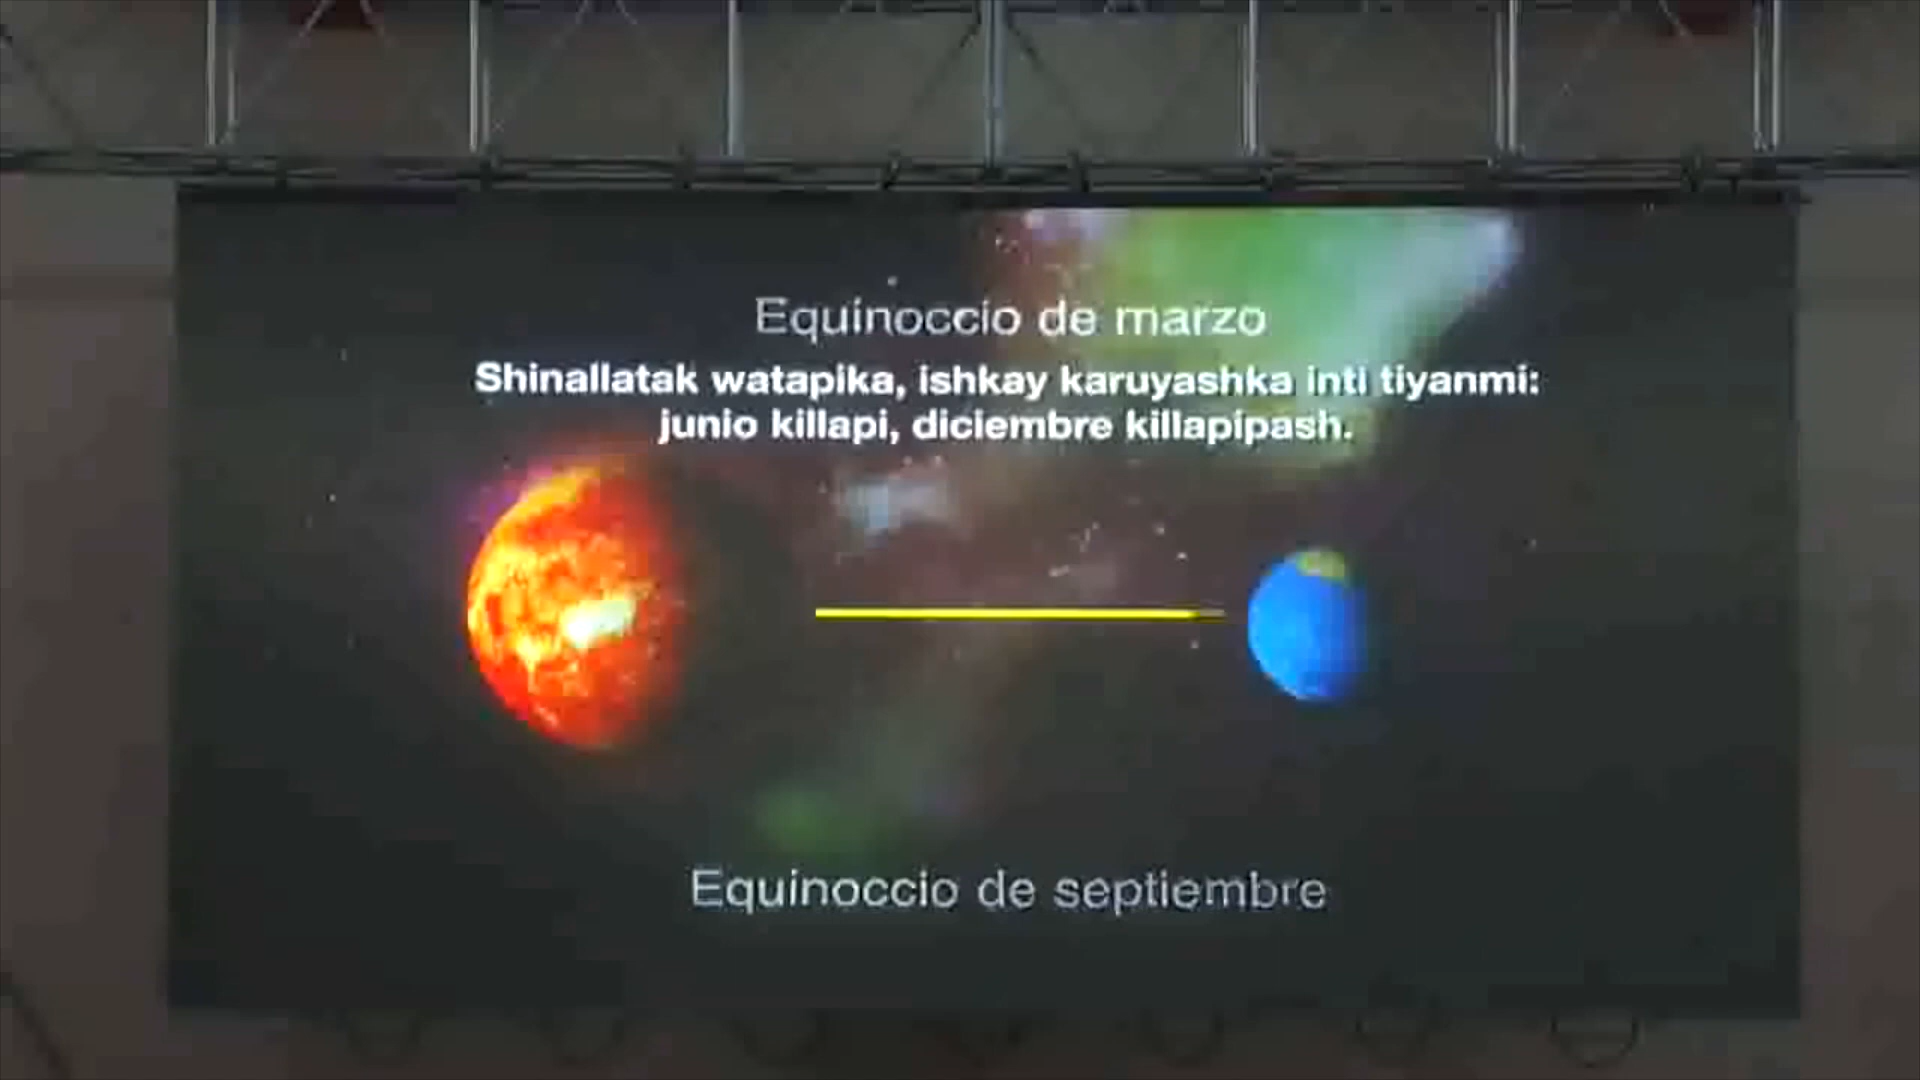 Equinoccio de marzo
Shinallatak watapika, ishkay karuyashka inti tiyanmi:
junio killapi, diciembre killapipash.
Equinoccio de septiembre